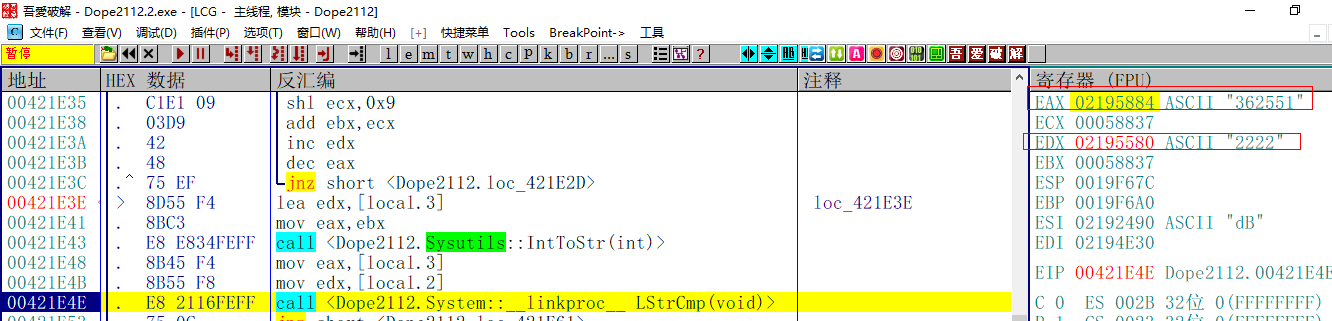 吾愛破解 - Dope2112.2.exe - [LCG - 主线程, 模块 - Dope2112]
C 文件(F) 查看(V) 调试(D) 插件(P) 选项(T) 窗口(W) 帮助(H) [+] 快捷菜单 Tools BreakPoint-> 工具
暂停 l e m t w h c p k b r ... s ? 吾 爱 破 解
地址 HEX 数据 反汇编 注释 寄存器 (FPU)
00421E35 . C1E1 09 shl ecx,0x9
00421E38 . 03D9 add ebx,ecx
00421E3A . 42 inc edx
00421E3B . 48 dec eax
00421E3C .^ 75 EF jnz short <Dope2112.loc_421E2D>
00421E3E > 8D55 F4 lea edx,[local.3] loc_421E3E
00421E41 . 8BC3 mov eax,ebx
00421E43 . E8 E834FEFF call <Dope2112.Sysutils::IntToStr(int)>
00421E48 . 8B45 F4 mov eax,[local.3]
00421E4B . 8B55 F8 mov edx,[local.2]
00421E4E . E8 2116FEFF call <Dope2112.System::__linkproc__ LStrCmp(void)>
EAX 02195884 ASCII "362551"
ECX 00058837
EDX 02195580 ASCII "2222"
EBX 00058837
ESP 0019F67C
EBP 0019F6A0
ESI 02192490 ASCII "dB"
EDI 02194E30
EIP 00421E4E Dope2112.00421E4E
C 0 ES 002B 32位 0(FFFFFFFF)